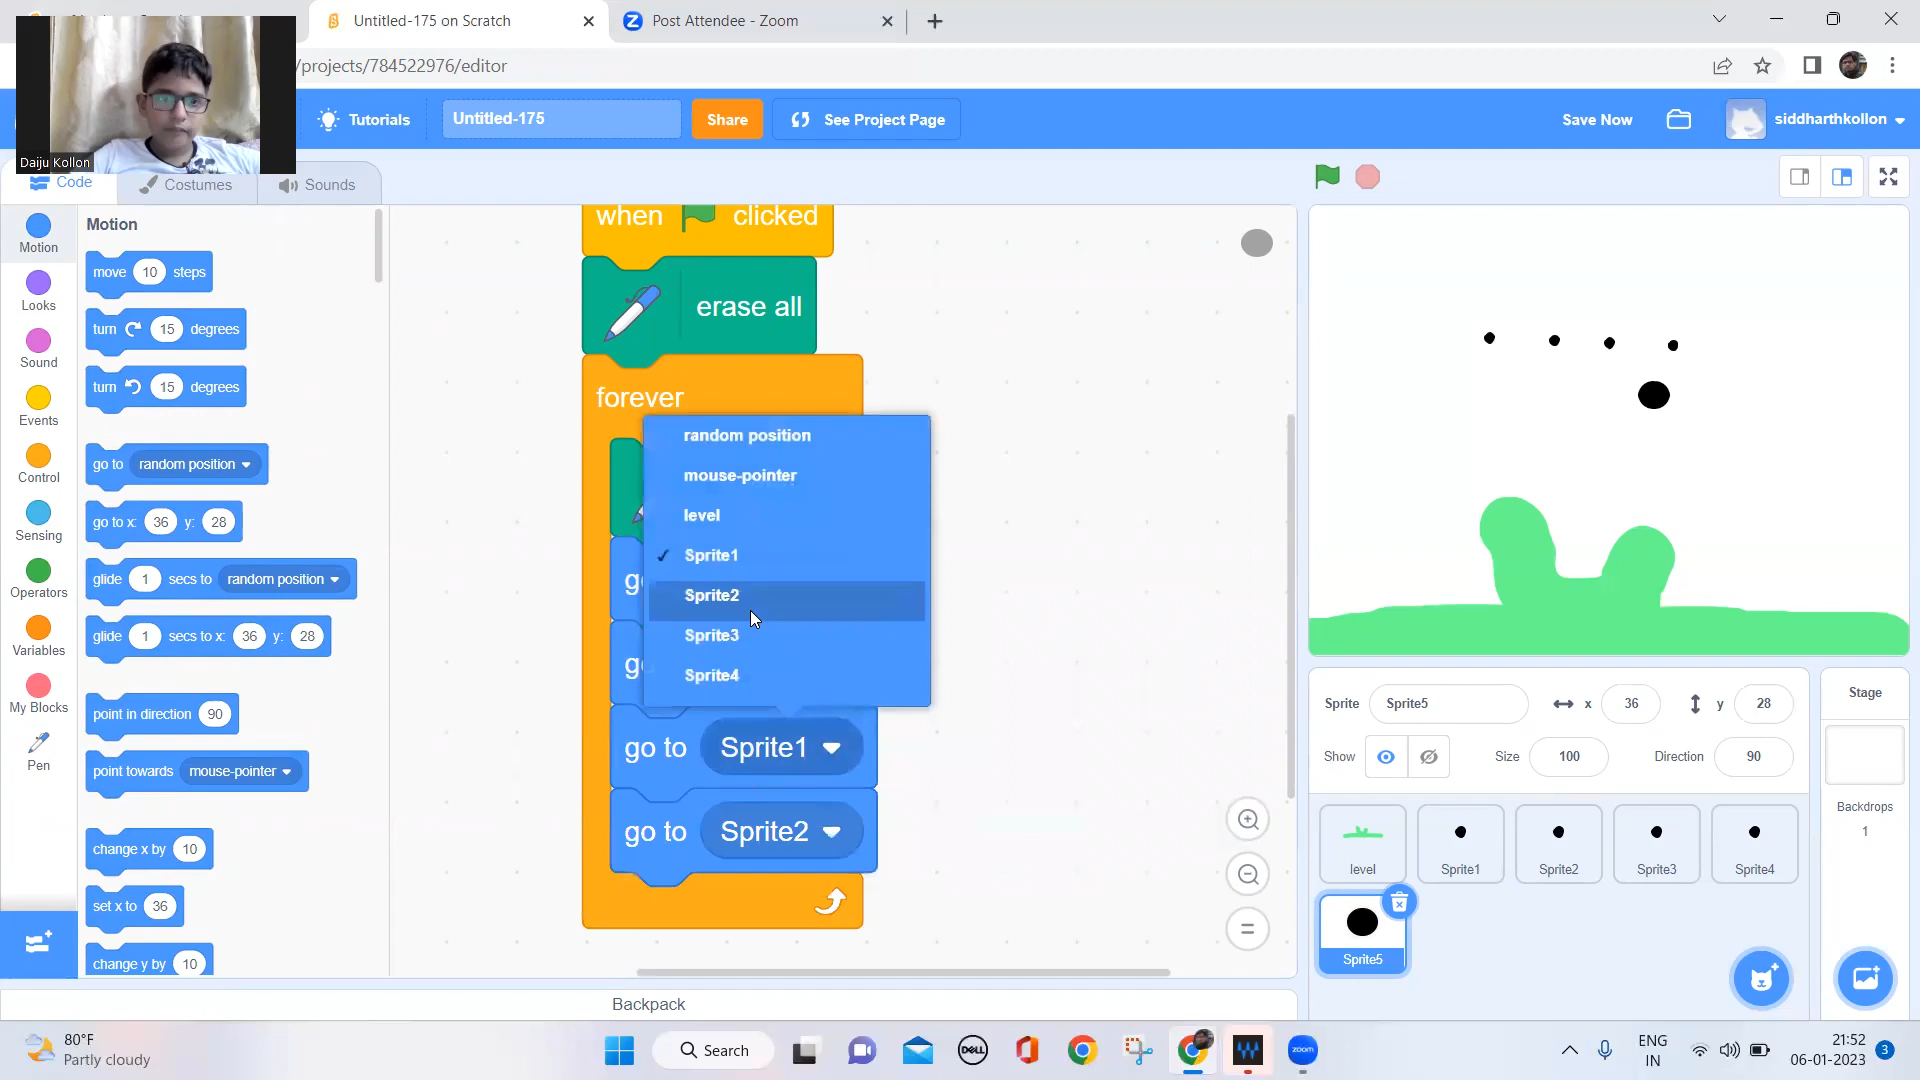 Untitled-175 on Scratch
Post Attendee - Zoom
/projects/784522976/editor
Daiju Kollon
Tutorials
Untitled-175
Share
See Project Page
Save Now
siddharthkollon
Code
Costumes
Sounds
Motion
Looks
Sound
Events
Control
Sensing
Operators
Variables
My Blocks
Pen
Motion
move 10 steps
turn 15 degrees
turn 15 degrees
go to random position
go to x: 36 y: 28
glide 1 secs to random position
glide 1 secs to x: 36 y: 28
point in direction 90
point towards mouse-pointer
change x by 10
set x to 36
change y by 10
when clicked
erase all
forever
random position
mouse-pointer
level
✓ Sprite1
Sprite2
Sprite3
Sprite4
go to Sprite1
go to Sprite2
Backpack
Sprite Sprite5 x 36 y 28
Show Size 100 Direction 90
level
Sprite1
Sprite2
Sprite3
Sprite4
Sprite5
Stage
Backdrops
1
80°F
Partly cloudy
Search
DELL
zoom
ENG
IN
21:52
06-01-2023
3